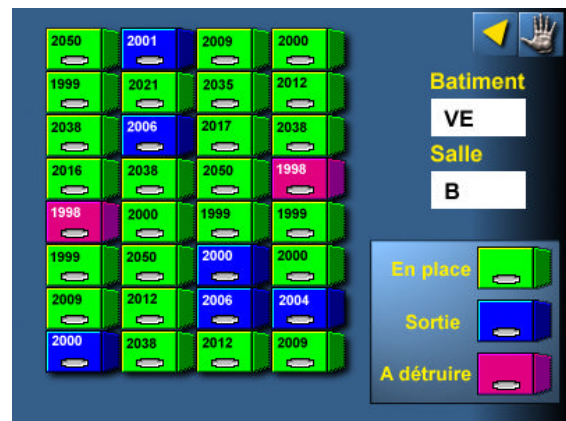 2050 2001 2009 2000
1999 2021 2035 2012
2038 2006 2017 2038
2016 2038 2050 1998
1998 2000 1999 1999
1999 2050 2000 2000
2009 2012 2006 2004
2000 2038 2012 2009
Batiment
VE
Salle
B
En place
Sortie
A détruire